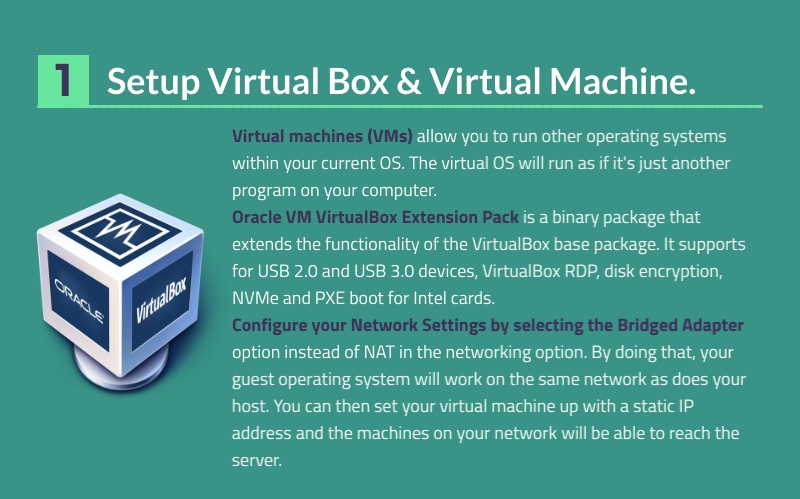 1 Setup Virtual Box & Virtual Machine.
Virtual machines (VMs) allow you to run other operating systems
within your current OS. The virtual OS will run as if it's just another
program on your computer.
Oracle VM VirtualBox Extension Pack is a binary package that
extends the functionality of the VirtualBox base package. It supports
for USB 2.0 and USB 3.0 devices, VirtualBox RDP, disk encryption,
NVMe and PXE boot for Intel cards.
Configure your Network Settings by selecting the Bridged Adapter
option instead of NAT in the networking option. By doing that, your
guest operating system will work on the same network as does your
host. You can then set your virtual machine up with a static IP
address and the machines on your network will be able to reach the
server.
ORACLE
VirtualBox